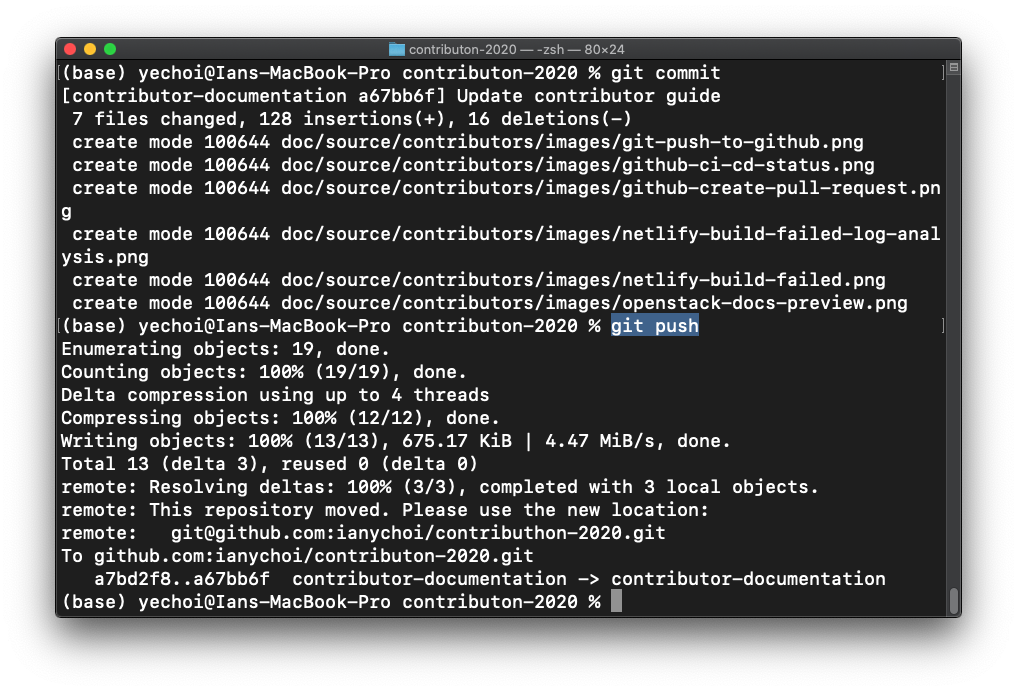 contributon-2020 — -zsh — 80×24
(base) yechoi@Ians-MacBook-Pro contributon-2020 % git commit
[contributor-documentation a67bb6f] Update contributor guide
 7 files changed, 128 insertions(+), 16 deletions(-)
 create mode 100644 doc/source/contributors/images/git-push-to-github.png
 create mode 100644 doc/source/contributors/images/github-ci-cd-status.png
 create mode 100644 doc/source/contributors/images/github-create-pull-request.pn
g
 create mode 100644 doc/source/contributors/images/netlify-build-failed-log-anal
ysis.png
 create mode 100644 doc/source/contributors/images/netlify-build-failed.png
 create mode 100644 doc/source/contributors/images/openstack-docs-preview.png
(base) yechoi@Ians-MacBook-Pro contributon-2020 % git push
Enumerating objects: 19, done.
Counting objects: 100% (19/19), done.
Delta compression using up to 4 threads
Compressing objects: 100% (12/12), done.
Writing objects: 100% (13/13), 675.17 KiB | 4.47 MiB/s, done.
Total 13 (delta 3), reused 0 (delta 0)
remote: Resolving deltas: 100% (3/3), completed with 3 local objects.
remote: This repository moved. Please use the new location:
remote:   git@github.com:ianychoi/contributhon-2020.git
To github.com:ianychoi/contributon-2020.git
   a7bd2f8..a67bb6f  contributor-documentation -> contributor-documentation
(base) yechoi@Ians-MacBook-Pro contributon-2020 %